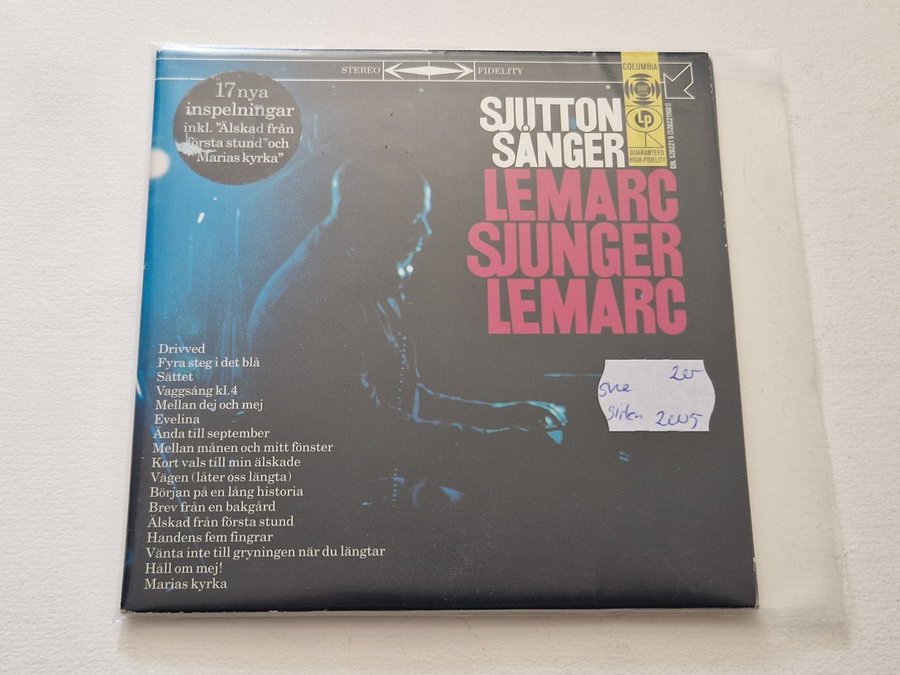 STEREO FIDELITY
17 nya
inspelningar
inkl. "Älskad från
första stund" och
"Marias kyrka"
COLUMBIA
LP
GUARANTEED
HIGH-FIDELITY
SJUTTON
SÅNGER
LEMARC
SJUNGER
LEMARC
Drivved
Fyra steg i det blå
Sättet
Vaggsång kl.4
Mellan dej och mej
Evelina
Ända till september
Mellan månen och mitt fönster
Kort vals till min älskade
Vägen (låter oss längta)
Början på en lång historia
Brev från en bakgård
Älskad från första stund
Handens fem fingrar
Vänta inte till gryningen när du längtar
Håll om mej!
Marias kyrka
sve
2005